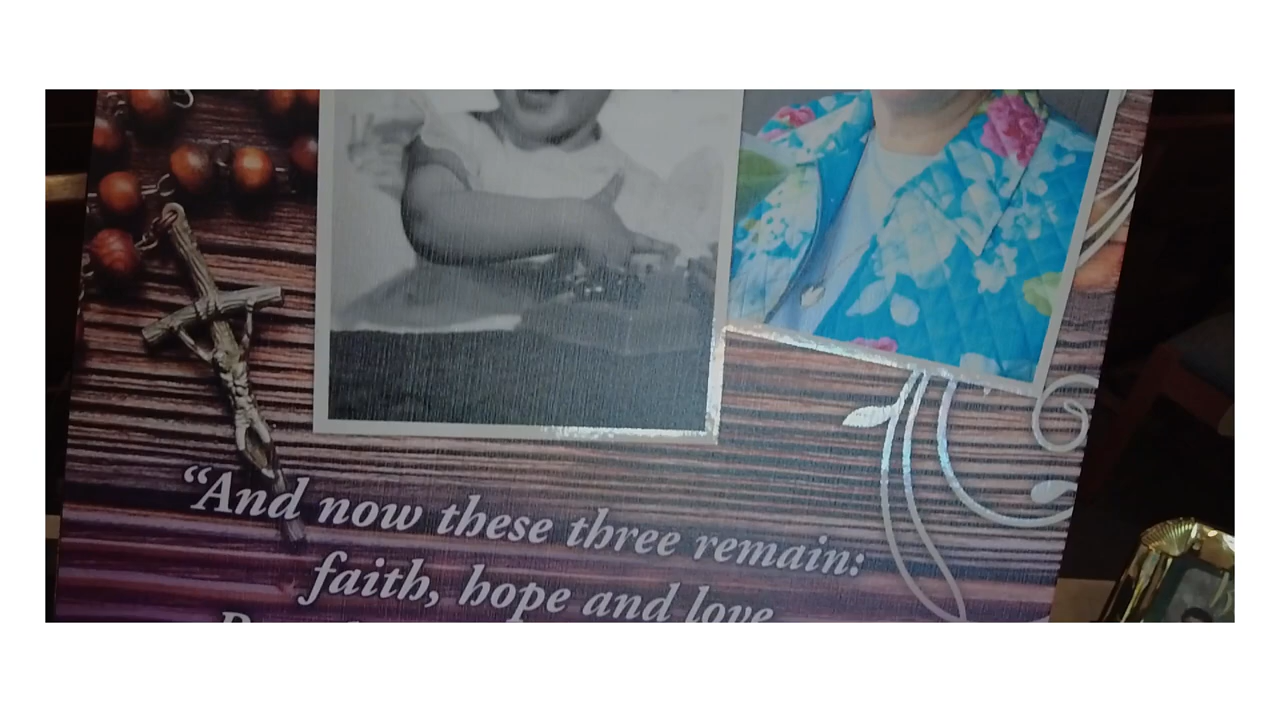 “And now these three remain:
faith, hope and love